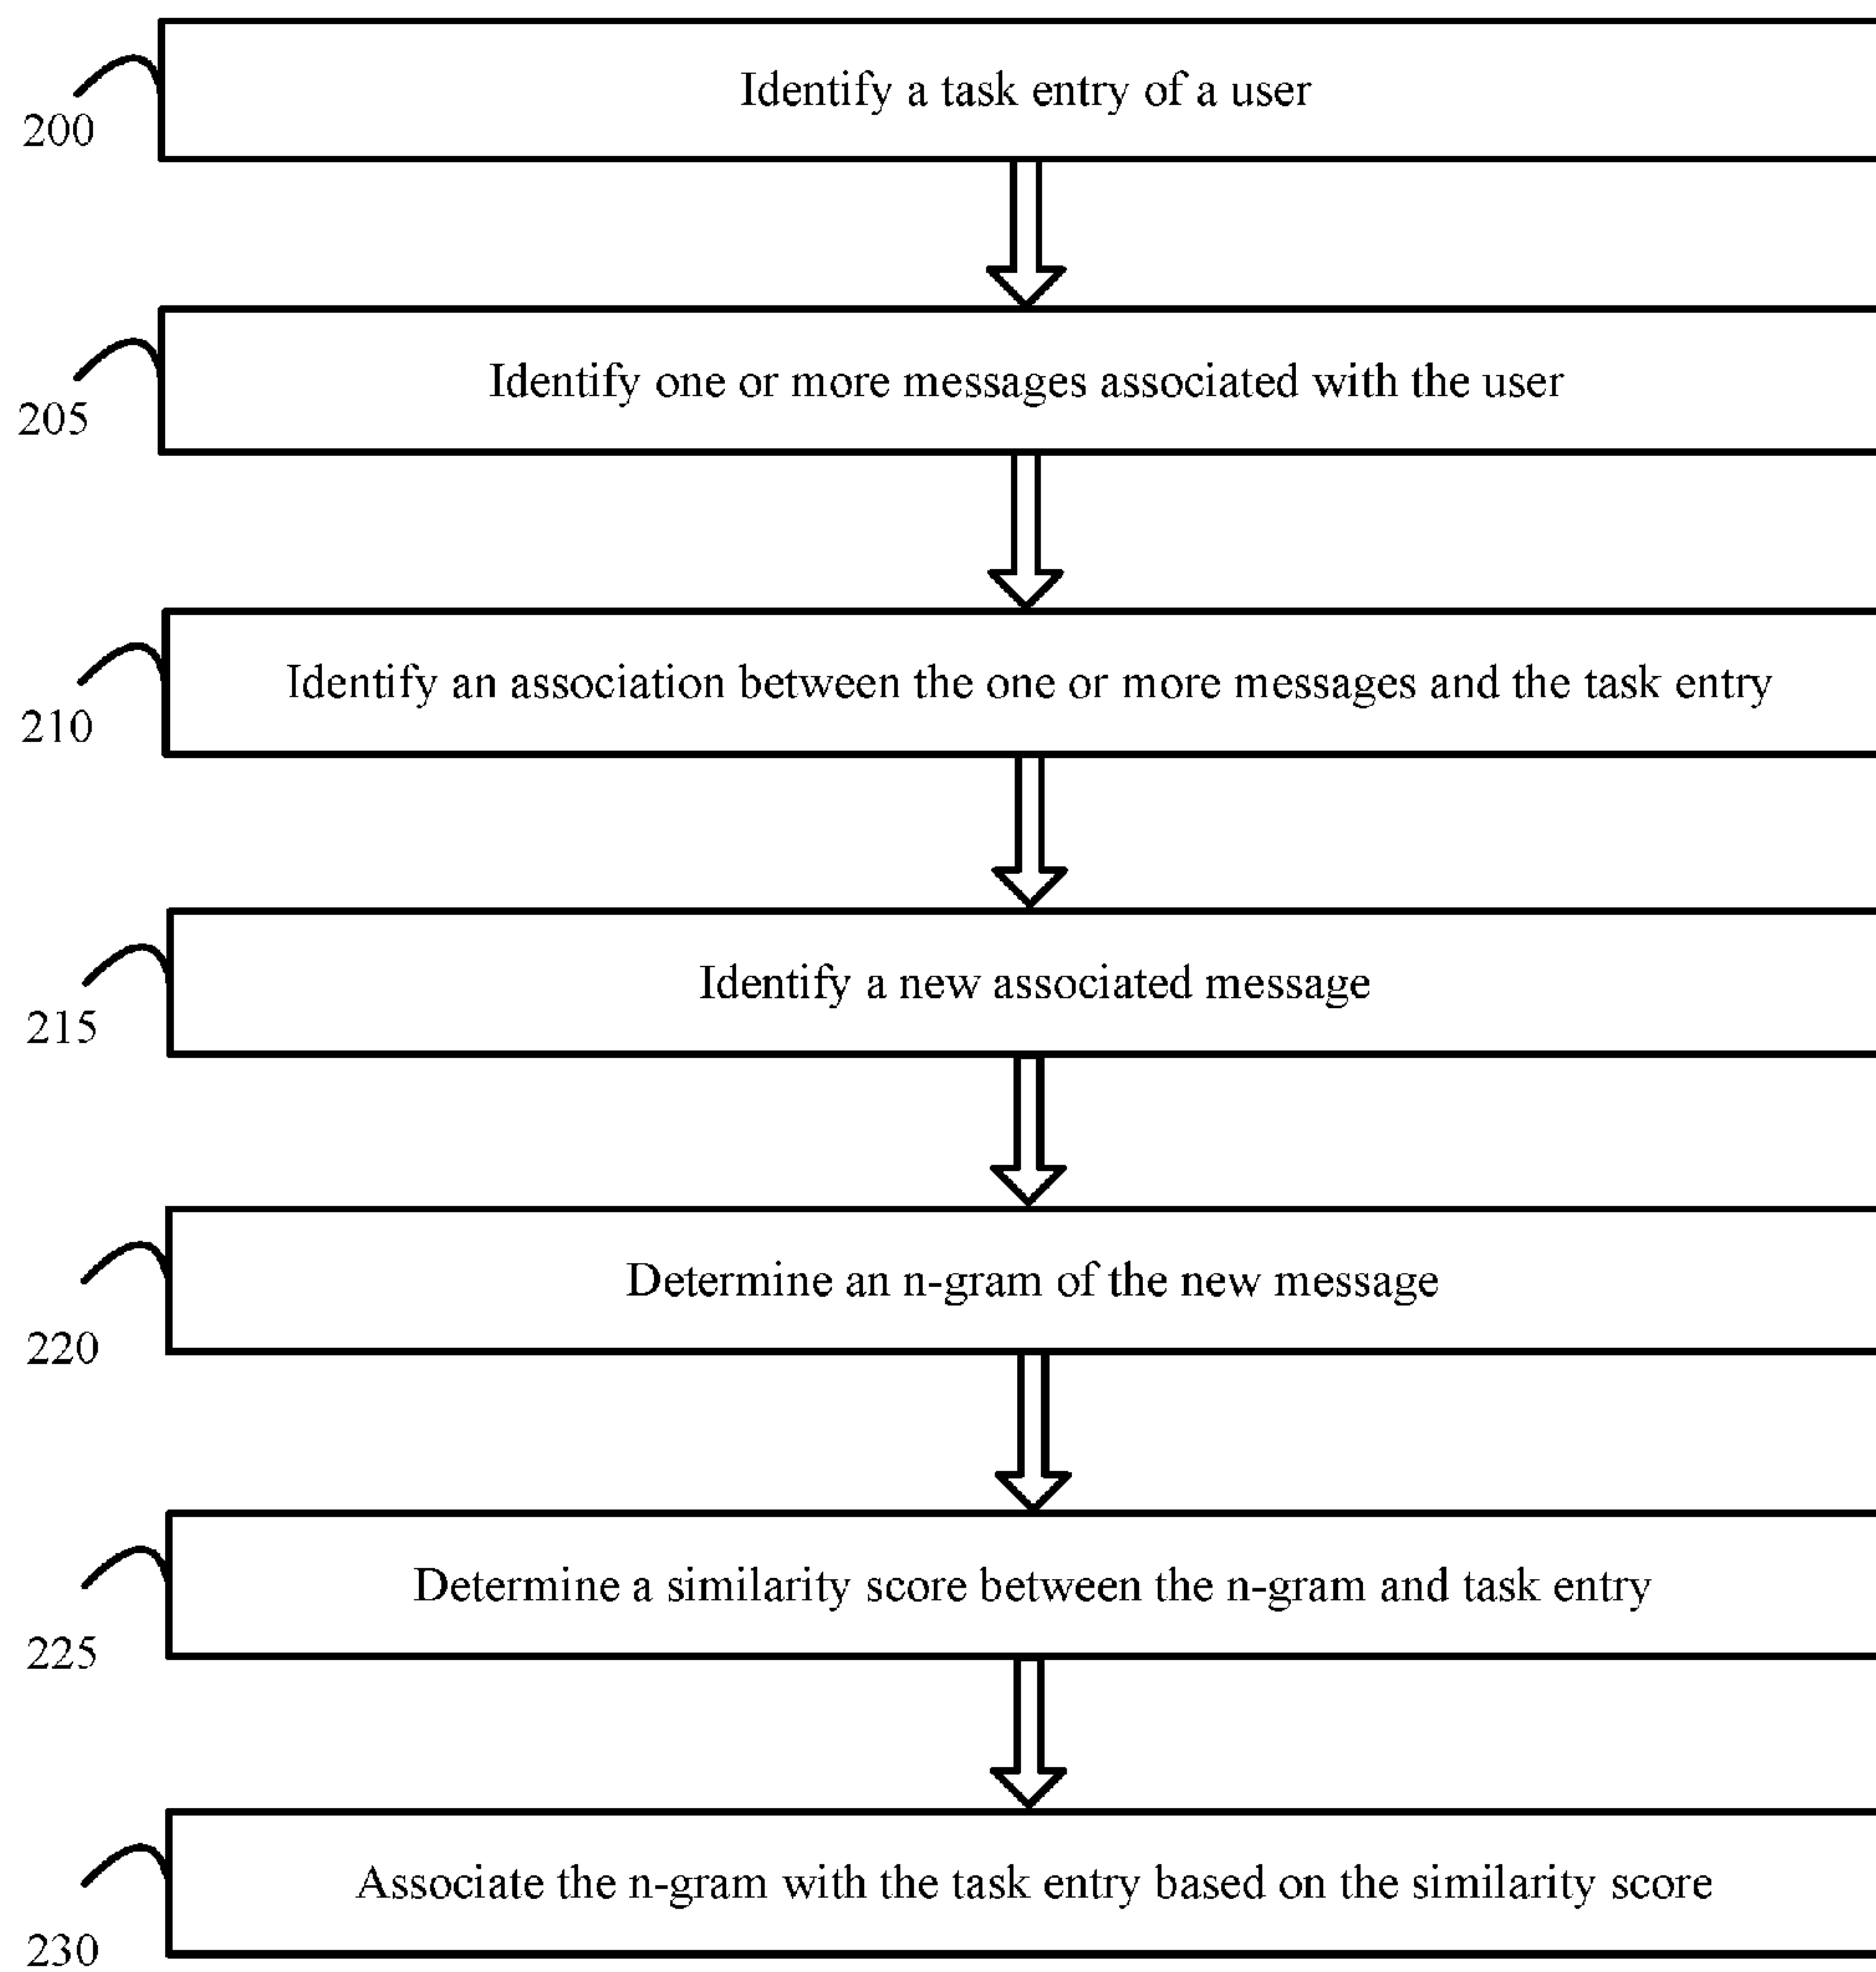 Identify a task entry of a user
200
Identify one or more messages associated with the user
205
Identify an association between the one or more messages and the task entry
210
Identify a new associated message
215
Determine an n-gram of the new message
220
Determine a similarity score between the n-gram and task entry
225
Associate the n-gram with the task entry based on the similarity score
230